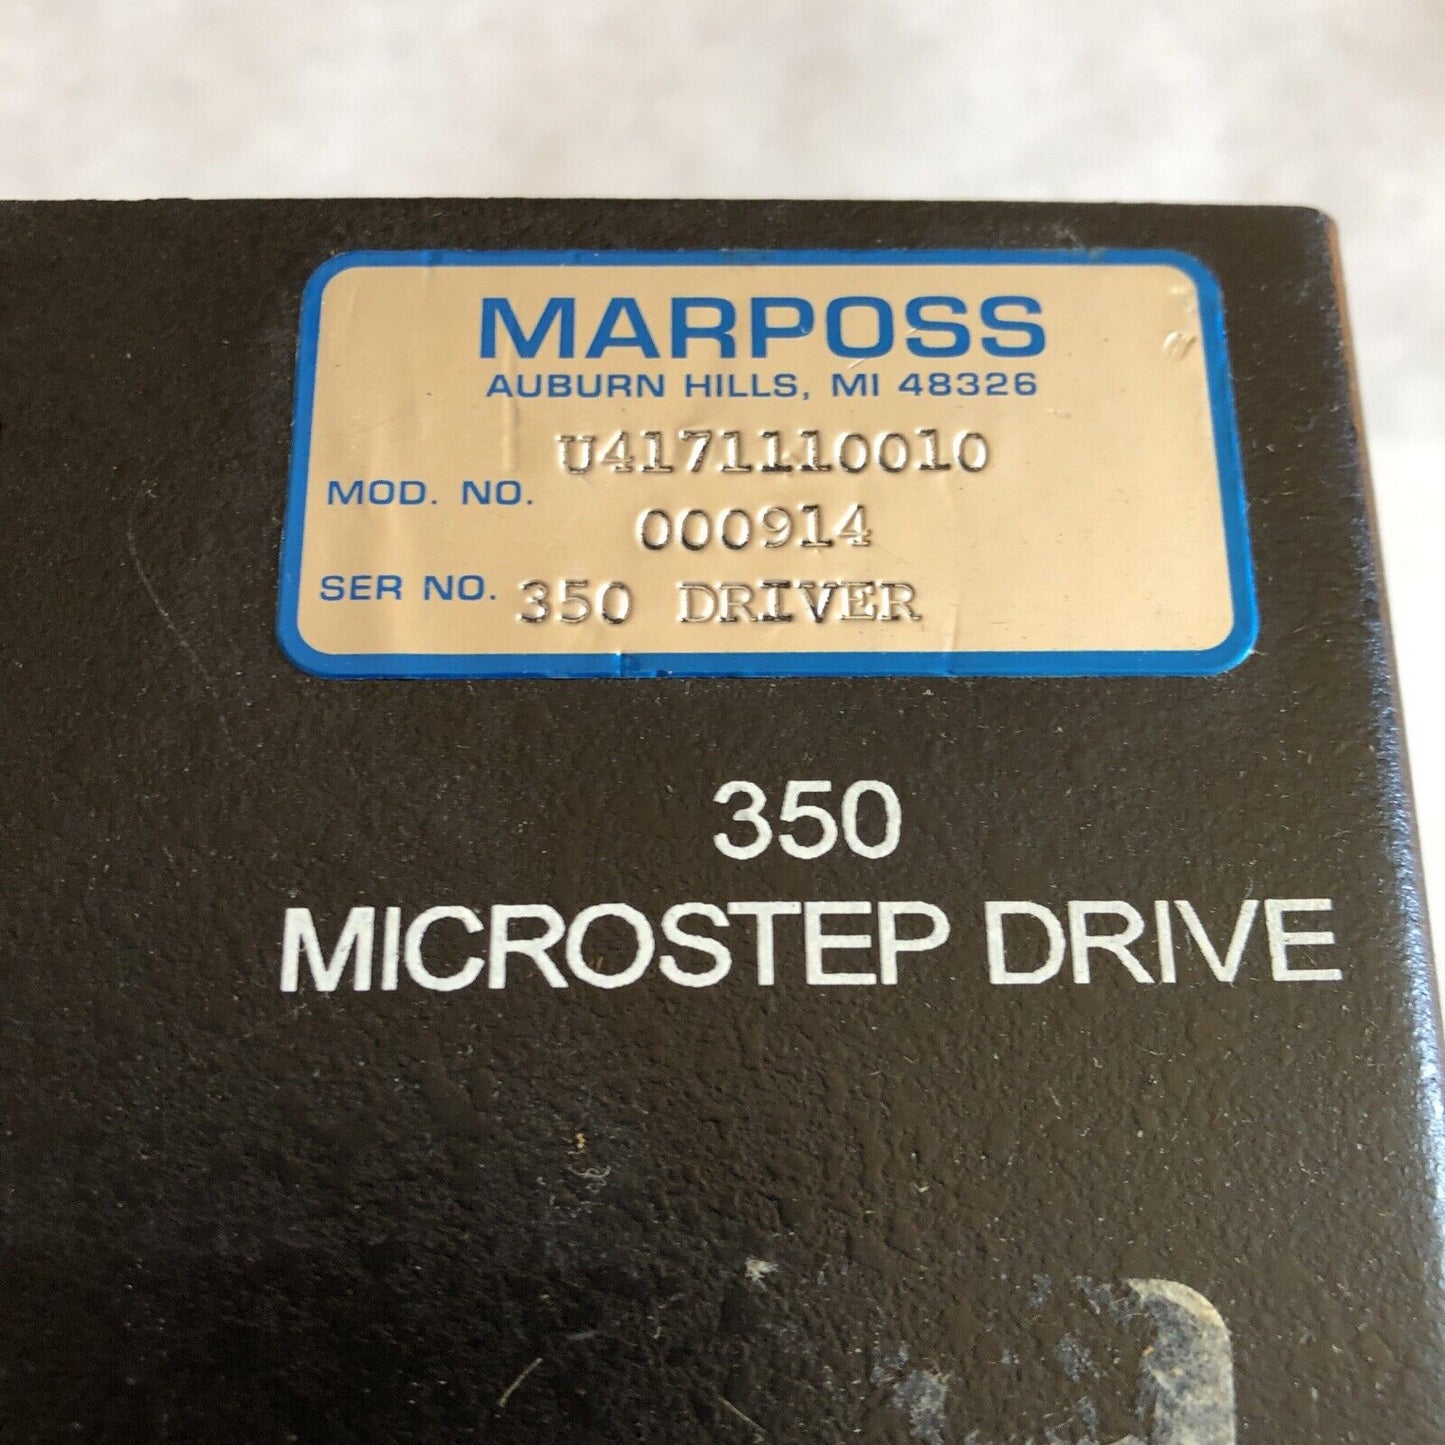 MARPOSS
AUBURN HILLS, MI 48326
U4171110010
MOD. NO.
000914
SER NO. 350 DRIVER
350
MICROSTEP DRIVE